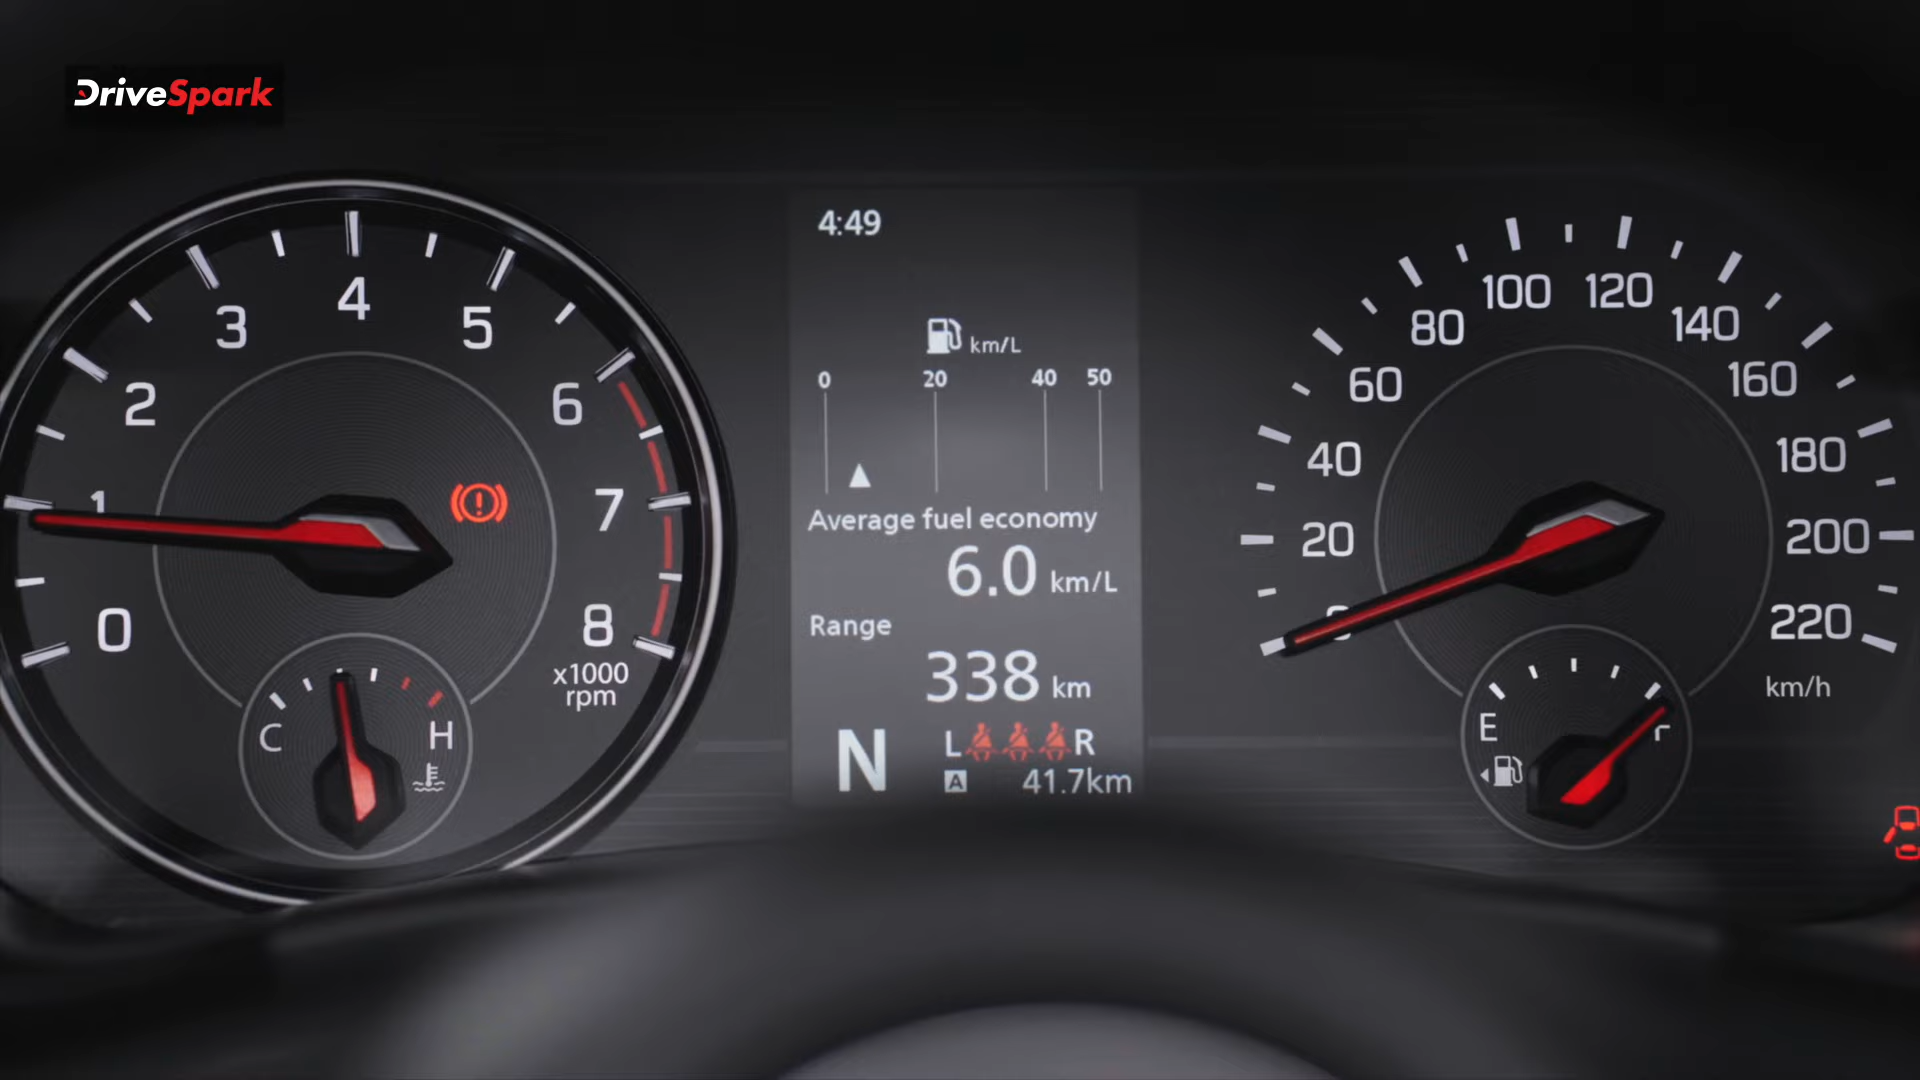 DriveSpark
4:49
km/L
0 20 40 50
Average fuel economy
6.0 km/L
Range
338 km
N
L R
A 41.7km
0
1
2
3
4
5
6
7
8
x1000
rpm
C H
20
40
60
80
100
120
140
160
180
200
220
km/h
E